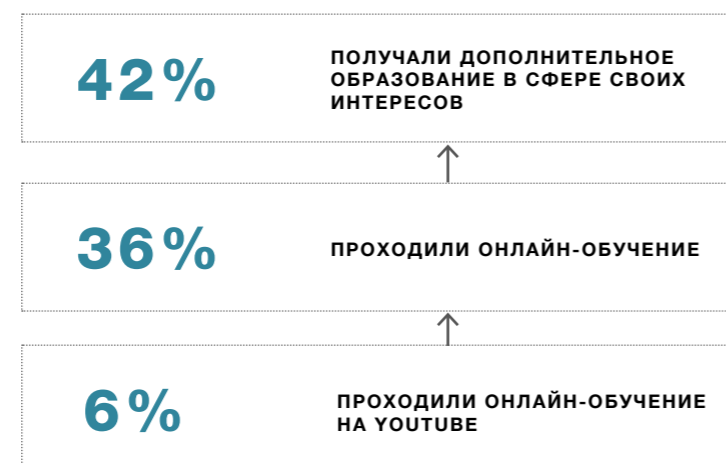 42%
ПОЛУЧАЛИ ДОПОЛНИТЕЛЬНОЕ
ОБРАЗОВАНИЕ В СФЕРЕ СВОИХ
ИНТЕРЕСОВ
36%
ПРОХОДИЛИ ОНЛАЙН-ОБУЧЕНИЕ
6%
ПРОХОДИЛИ ОНЛАЙН-ОБУЧЕНИЕ
НА YOUTUBE